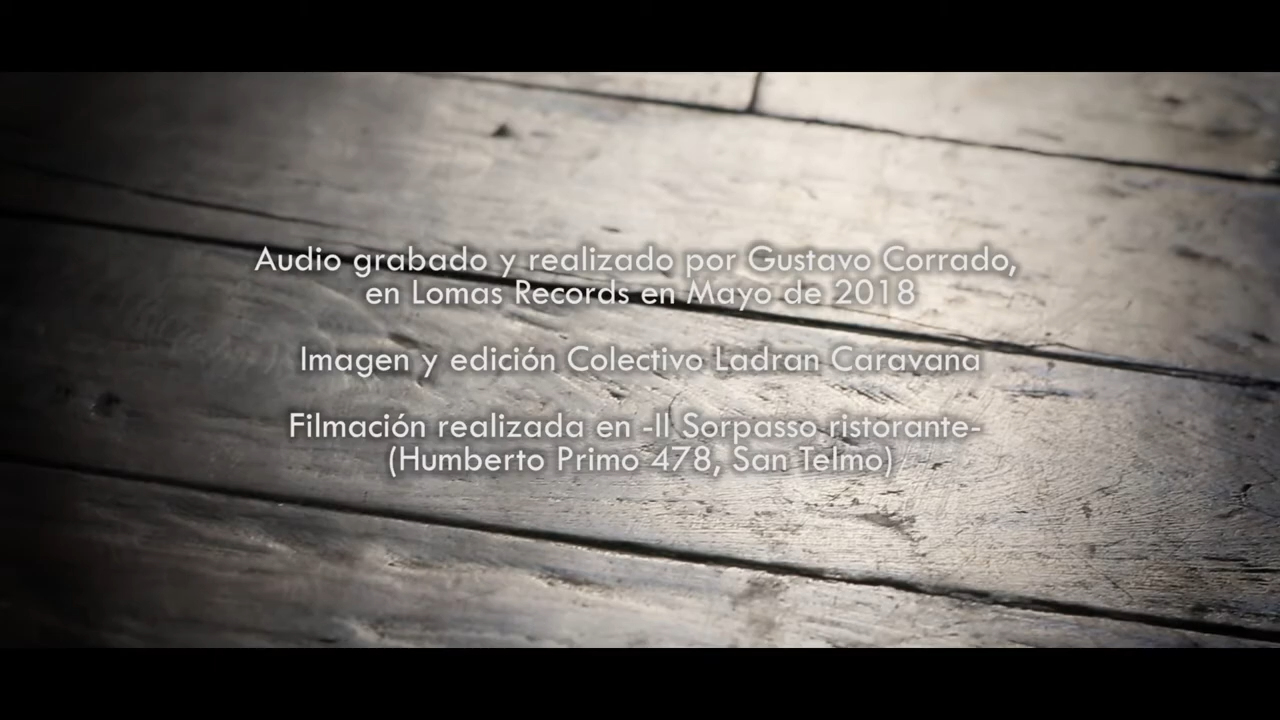 Audio grabado y realizado por Gustavo Corrado,
en Lomas Records en Mayo de 2018
Imagen y edición Colectivo Ladran Caravana
Filmación realizada en -Il Sorpasso ristorante-
(Humberto Primo 478, San Telmo)